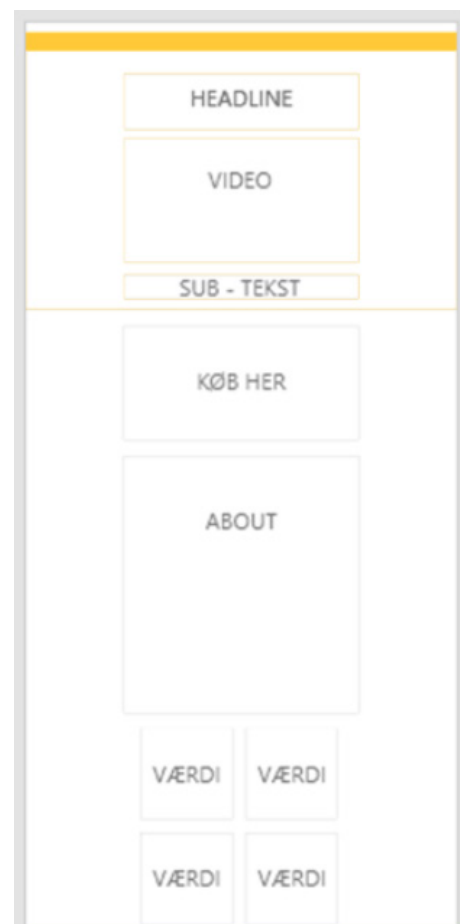 HEADLINE
VIDEO
SUB - TEKST
KØB HER
ABOUT
VÆRDI VÆRDI
VÆRDI VÆRDI